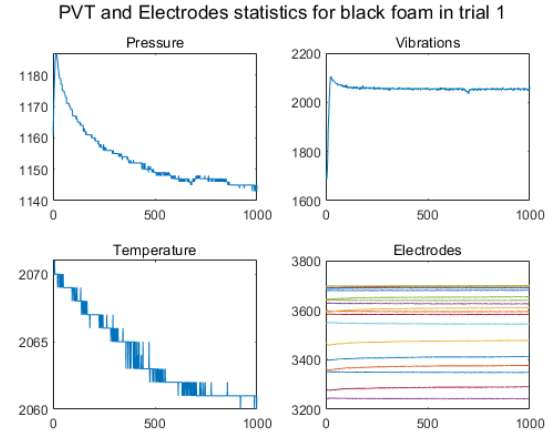 PVT and Electrodes statistics for black foam in trial 1
Pressure
1180
1170
1160
1150
1140
0 500 1000
Vibrations
2200
2000
1800
1600
0 500 1000
Temperature
2070
2065
2060
0 500 1000
Electrodes
3800
3600
3400
3200
0 500 1000